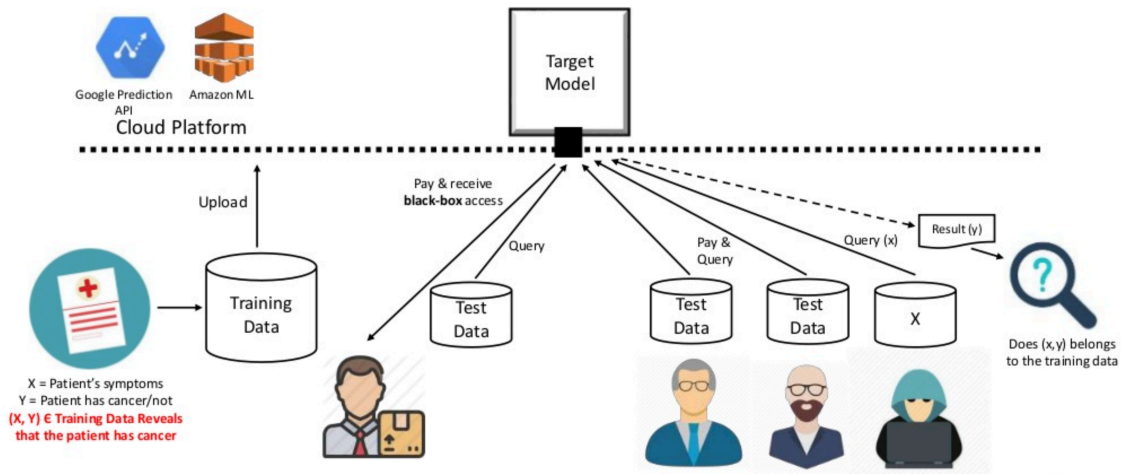 Target
Model
Google Prediction
API
Amazon ML
Cloud Platform
Upload
Pay & receive
black-box access
Query
Pay &
Query
Query (x)
Result (y)
?
Training
Data
Test
Data
Test
Data
Test
Data
X
Does (x,y) belongs
to the training data
X = Patient's symptoms
Y = Patient has cancer/not
(X, Y) Є Training Data Reveals
that the patient has cancer